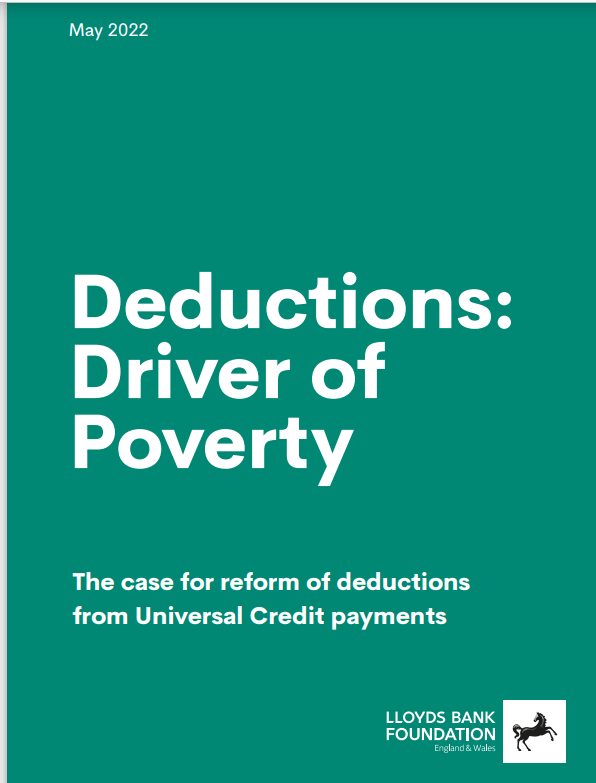 May 2022
Deductions:
Driver of
Poverty
The case for reform of deductions
from Universal Credit payments
LLOYDS BANK
FOUNDATION
England & Wales